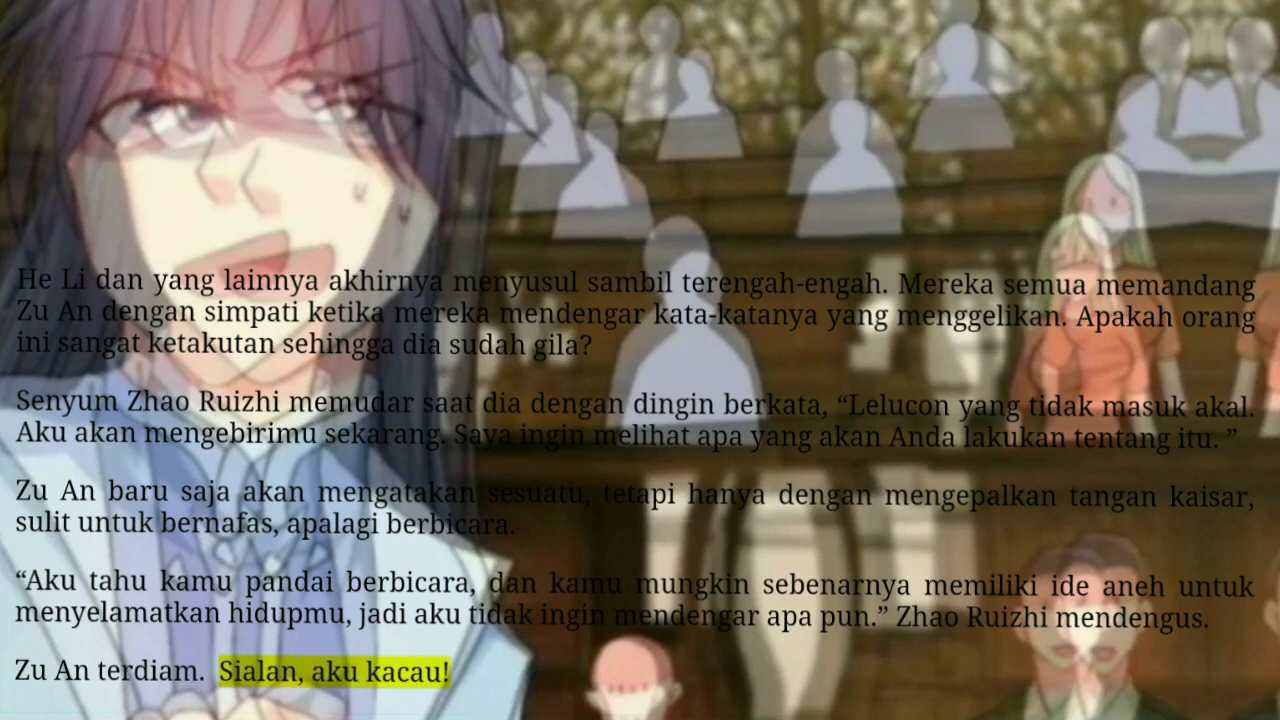 He Li dan yang lainnya akhirnya menyusul sambil terengah-engah. Mereka semua memandang
Zu An dengan simpati ketika mereka mendengar kata-katanya yang menggelikan. Apakah orang
ini sangat ketakutan sehingga dia sudah gila?
Senyum Zhao Ruizhi memudar saat dia dengan dingin berkata, “Lelucon yang tidak masuk akal.
Aku akan mengebirimu sekarang. Saya ingin melihat apa yang akan Anda lakukan tentang itu. ”
Zu An baru saja akan mengatakan sesuatu, tetapi hanya dengan mengepalkan tangan kaisar,
sulit untuk bernafas, apalagi berbicara.
“Aku tahu kamu pandai berbicara, dan kamu mungkin sebenarnya memiliki ide aneh untuk
menyelamatkan hidupmu, jadi aku tidak ingin mendengar apa pun.” Zhao Ruizhi mendengus.
Zu An terdiam. Sialan, aku kacau!